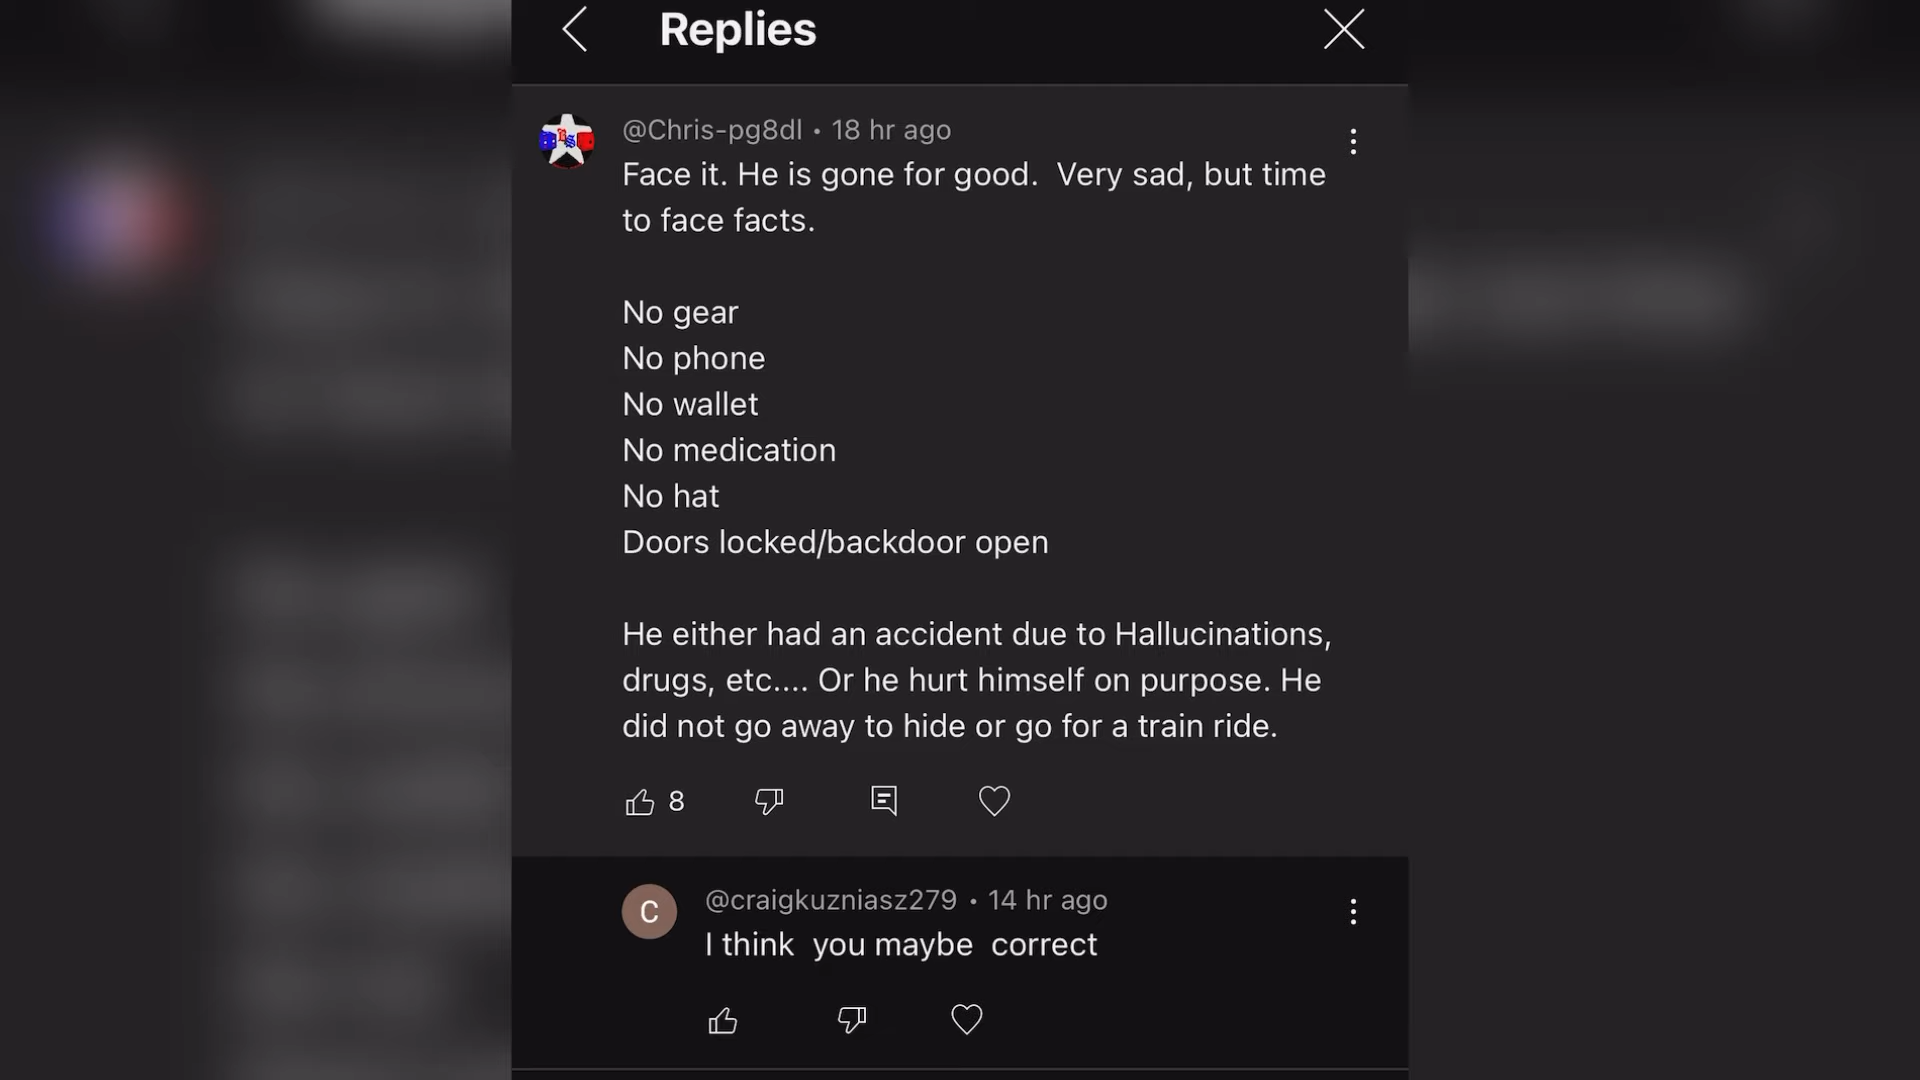 Replies
@Chris-pg8dl • 18 hr ago
Face it. He is gone for good.  Very sad, but time
to face facts.
No gear
No phone
No wallet
No medication
No hat
Doors locked/backdoor open
He either had an accident due to Hallucinations,
drugs, etc.... Or he hurt himself on purpose. He
did not go away to hide or go for a train ride.
8
C
@craigkuzniasz279 • 14 hr ago
I think  you maybe  correct